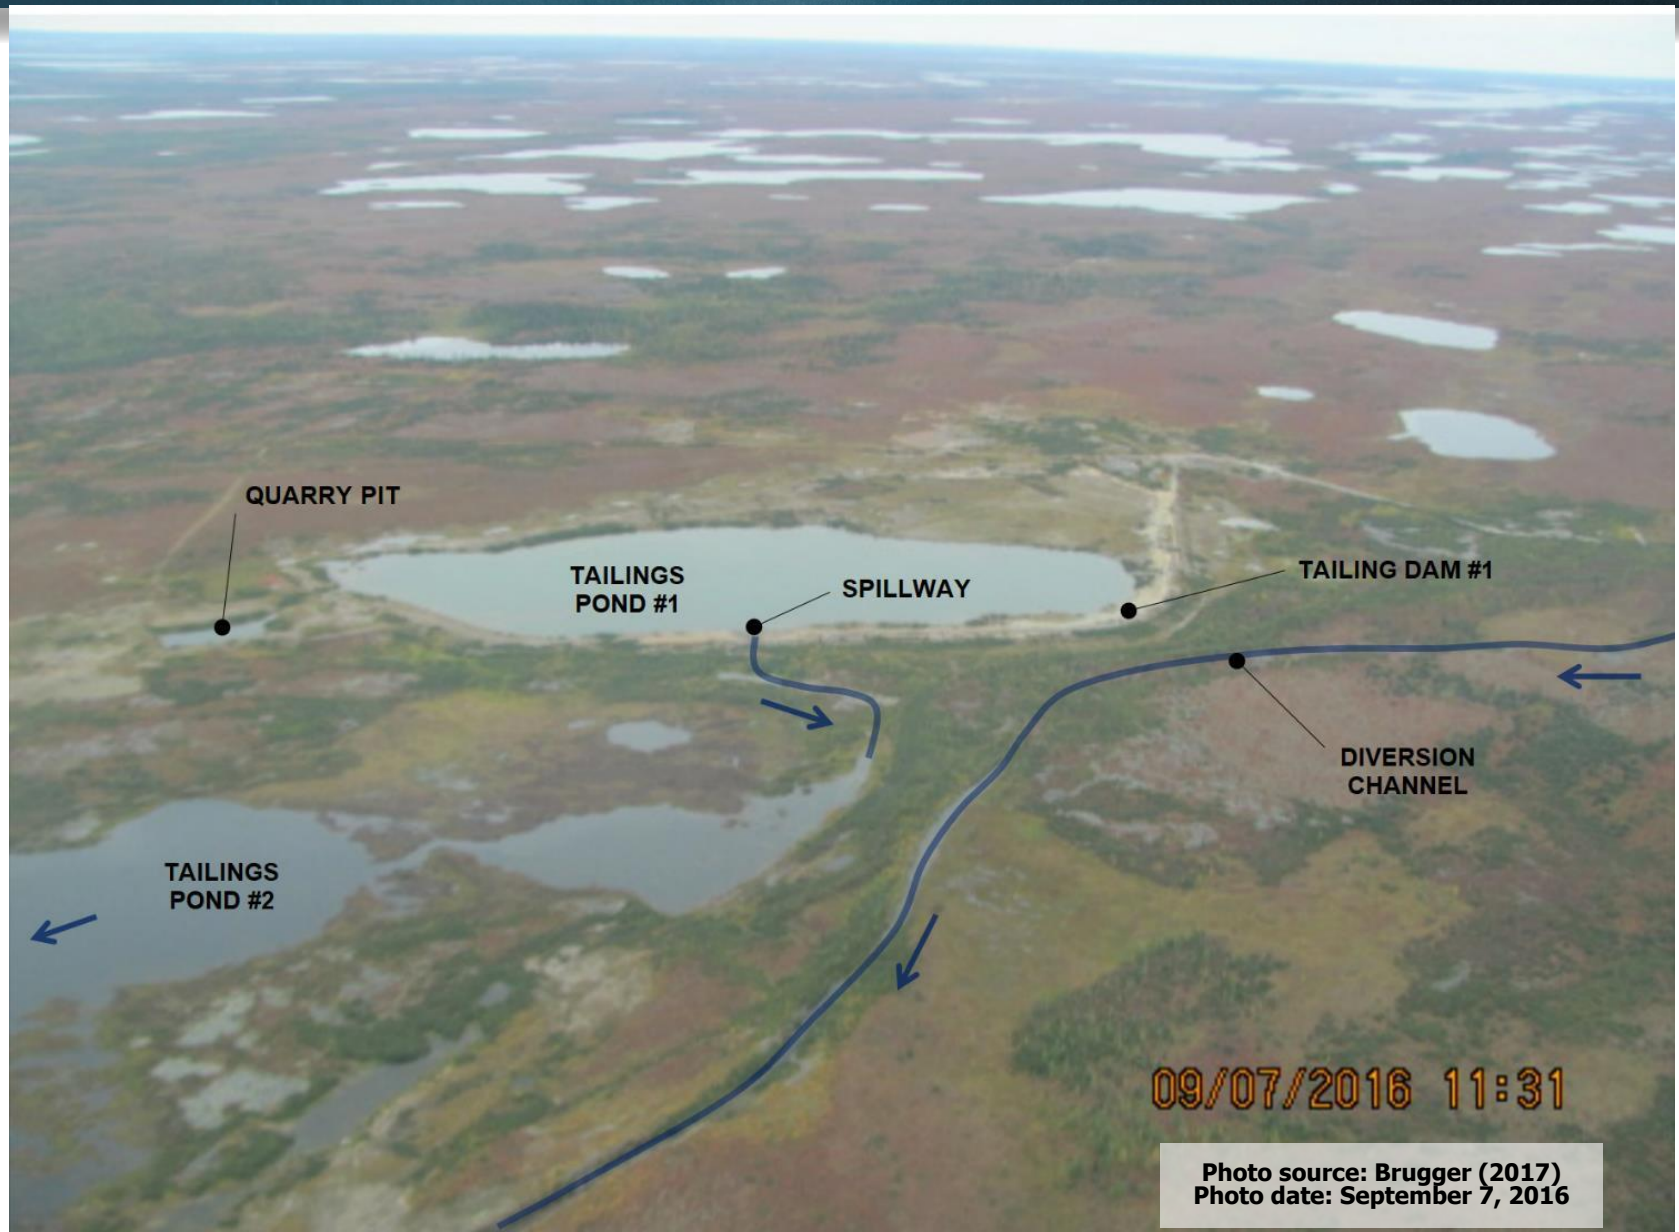 QUARRY PIT
TAILINGS
POND #1
SPILLWAY
TAILING DAM #1
DIVERSION
CHANNEL
TAILINGS
POND #2
09/07/2016 11:31
Photo source: Brugger (2017)
Photo date: September 7, 2016